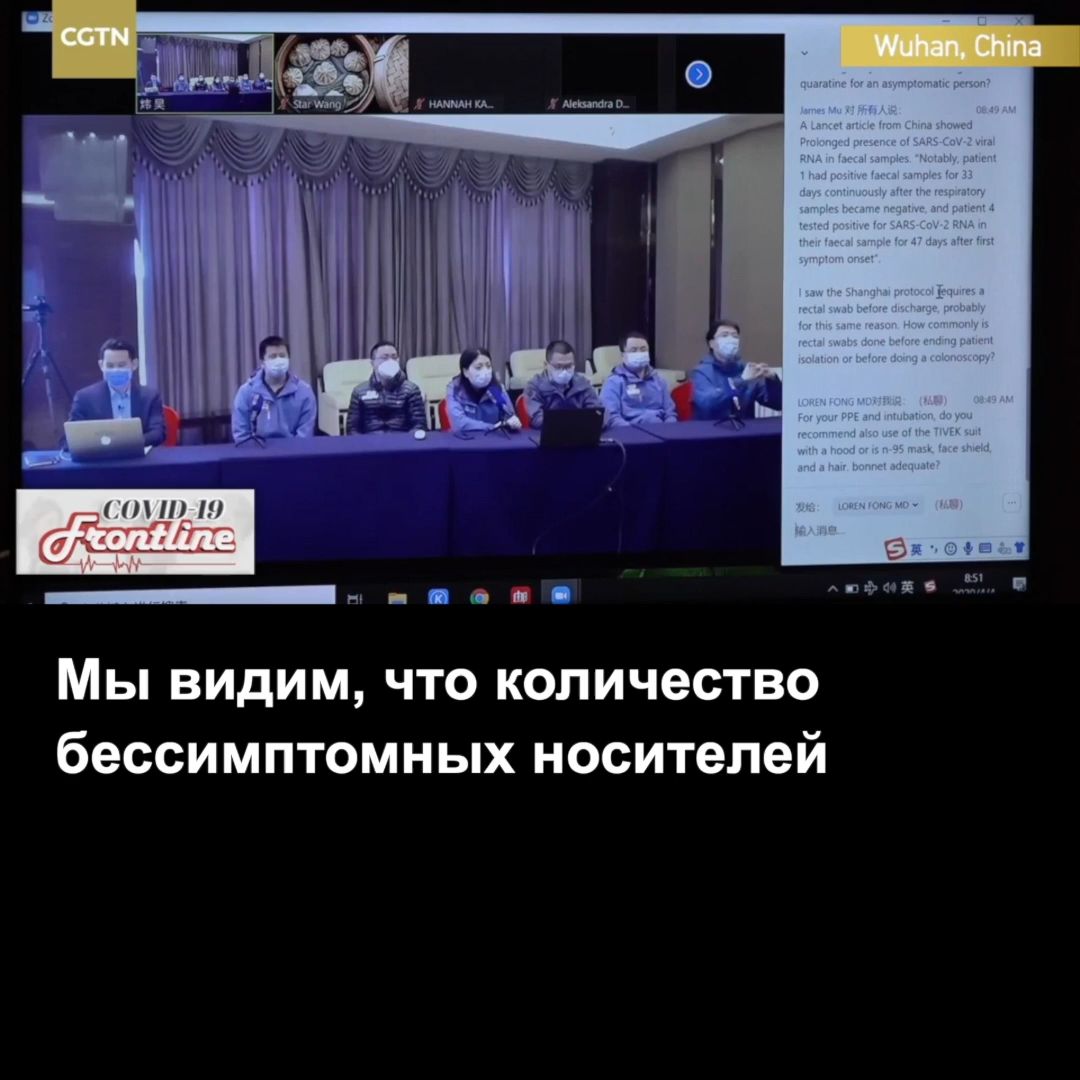 CGTN
Wuhan, China
炜 昊
Star Wang
HANNAH KA...
Aleksandra D...
quaratine for an asymptomatic person?
James Mu 对 所有人说: 08:49 AM
A Lancet article from China showed
Prolonged presence of SARS-CoV-2 viral
RNA in faecal samples. "Notably, patient
1 had positive faecal samples for 33
days continuously after the respiratory
samples became negative, and patient 4
tested positive for SARS-CoV-2 RNA in
their faecal sample for 47 days after first
symptom onset".
I saw the Shanghai protocol requires a
rectal swab before discharge, probably
for this same reason. How commonly is
rectal swabs done before ending patient
isolation or before doing a colonoscopy?
LOREN FONG MD对我说: (私聊) 08:49 AM
For your PPE and intubation, do you
recommend also use of the TIVEK suit
with a hood or is n-95 mask, face shield,
and a hair. bonnet adequate?
发给: LOREN FONG MD (私聊)
输入消息...
英
COVID-19
Frontline
英
8:51
Мы видим, что количество
бессимптомных носителей